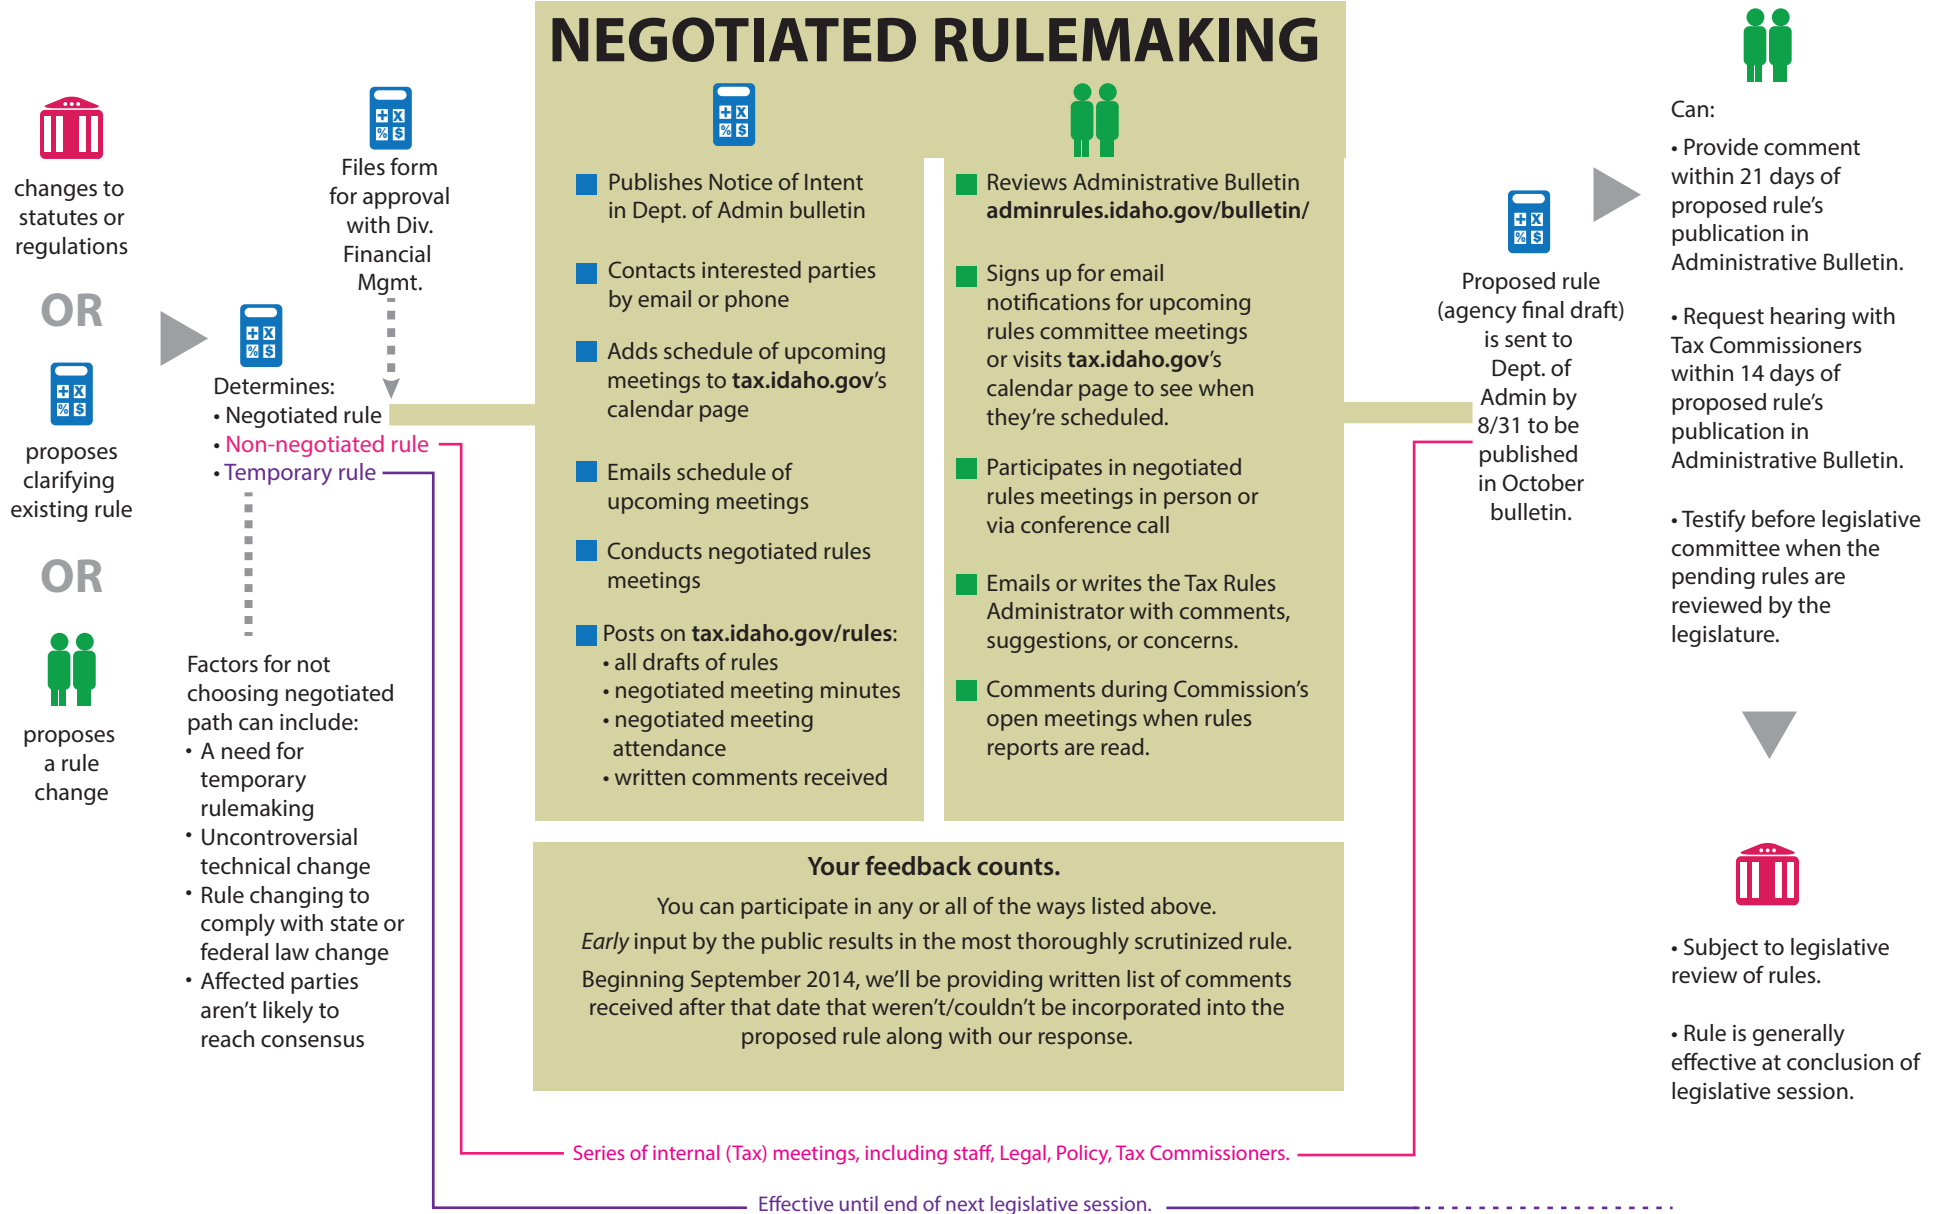 NEGOTIATED RULEMAKING
changes to
statutes or
regulations
OR
proposes
clarifying
existing rule
OR
proposes
a rule
change
Files form
for approval
with Div.
Financial
Mgmt.
Determines:
• Negotiated rule
• Non-negotiated rule
• Temporary rule
Factors for not
choosing negotiated
path can include:
• A need for
temporary
rulemaking
• Uncontroversial
technical change
• Rule changing to
comply with state or
federal law change
• Affected parties
aren't likely to
reach consensus
Publishes Notice of Intent
in Dept. of Admin bulletin
Contacts interested parties
by email or phone
Adds schedule of upcoming
meetings to tax.idaho.gov's
calendar page
Emails schedule of
upcoming meetings
Conducts negotiated rules
meetings
Posts on tax.idaho.gov/rules:
• all drafts of rules
• negotiated meeting minutes
• negotiated meeting
attendance
• written comments received
Reviews Administrative Bulletin
adminrules.idaho.gov/bulletin/
Signs up for email
notifications for upcoming
rules committee meetings
or visits tax.idaho.gov's
calendar page to see when
they're scheduled.
Participates in negotiated
rules meetings in person or
via conference call
Emails or writes the Tax Rules
Administrator with comments,
suggestions, or concerns.
Comments during Commission's
open meetings when rules
reports are read.
Your feedback counts.
You can participate in any or all of the ways listed above.
Early input by the public results in the most thoroughly scrutinized rule.
Beginning September 2014, we'll be providing written list of comments
received after that date that weren't/couldn't be incorporated into the
proposed rule along with our response.
Series of internal (Tax) meetings, including staff, Legal, Policy, Tax Commissioners.
Effective until end of next legislative session.
Proposed rule
(agency final draft)
is sent to
Dept. of
Admin by
8/31 to be
published
in October
bulletin.
Can:
• Provide comment
within 21 days of
proposed rule's
publication in
Administrative Bulletin.
• Request hearing with
Tax Commissioners
within 14 days of
proposed rule's
publication in
Administrative Bulletin.
• Testify before legislative
committee when the
pending rules are
reviewed by the
legislature.
• Subject to legislative
review of rules.
• Rule is generally
effective at conclusion of
legislative session.